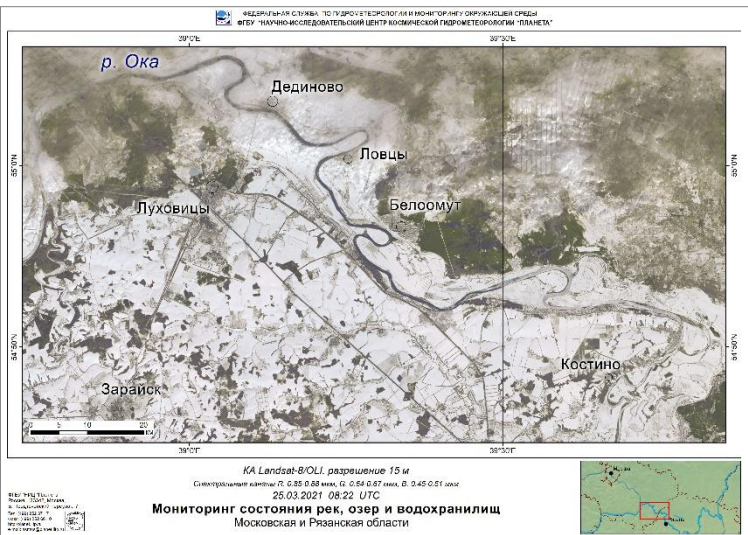 ФЕДЕРАЛЬНАЯ СЛУЖБА ПО ГИДРОМЕТЕОРОЛОГИИ И МОНИТОРИНГУ ОКРУЖАЮЩЕЙ СРЕДЫ
ФГБУ "НАУЧНО-ИССЛЕДОВАТЕЛЬСКИЙ ЦЕНТР КОСМИЧЕСКОЙ ГИДРОМЕТЕОРОЛОГИИ "ПЛАНЕТА"
39°0'E 39°30'E
р. Ока
Дединово
Ловцы
55°0'N 55°0'N
Луховицы
Белоомут
54°50'N 54°50'N
Костино
Зарайск
0 5 10 20
39°0'E 39°30'E
КА Landsat-8/OLI, разрешение 15 м
25.03.2021 08:22 UTC
Мониторинг состояния рек, озер и водохранилищ
Московская и Рязанская области